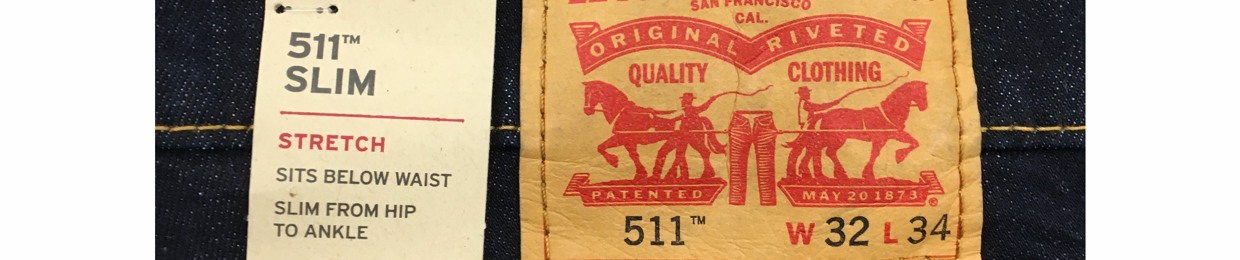 511™
SLIM
STRETCH
SITS BELOW WAIST
SLIM FROM HIP
TO ANKLE
SAN FRANCISCO
CAL.
ORIGINAL RIVETED
QUALITY CLOTHING
PATENTED MAY 20 1873 ®
511™ W 32 L 34